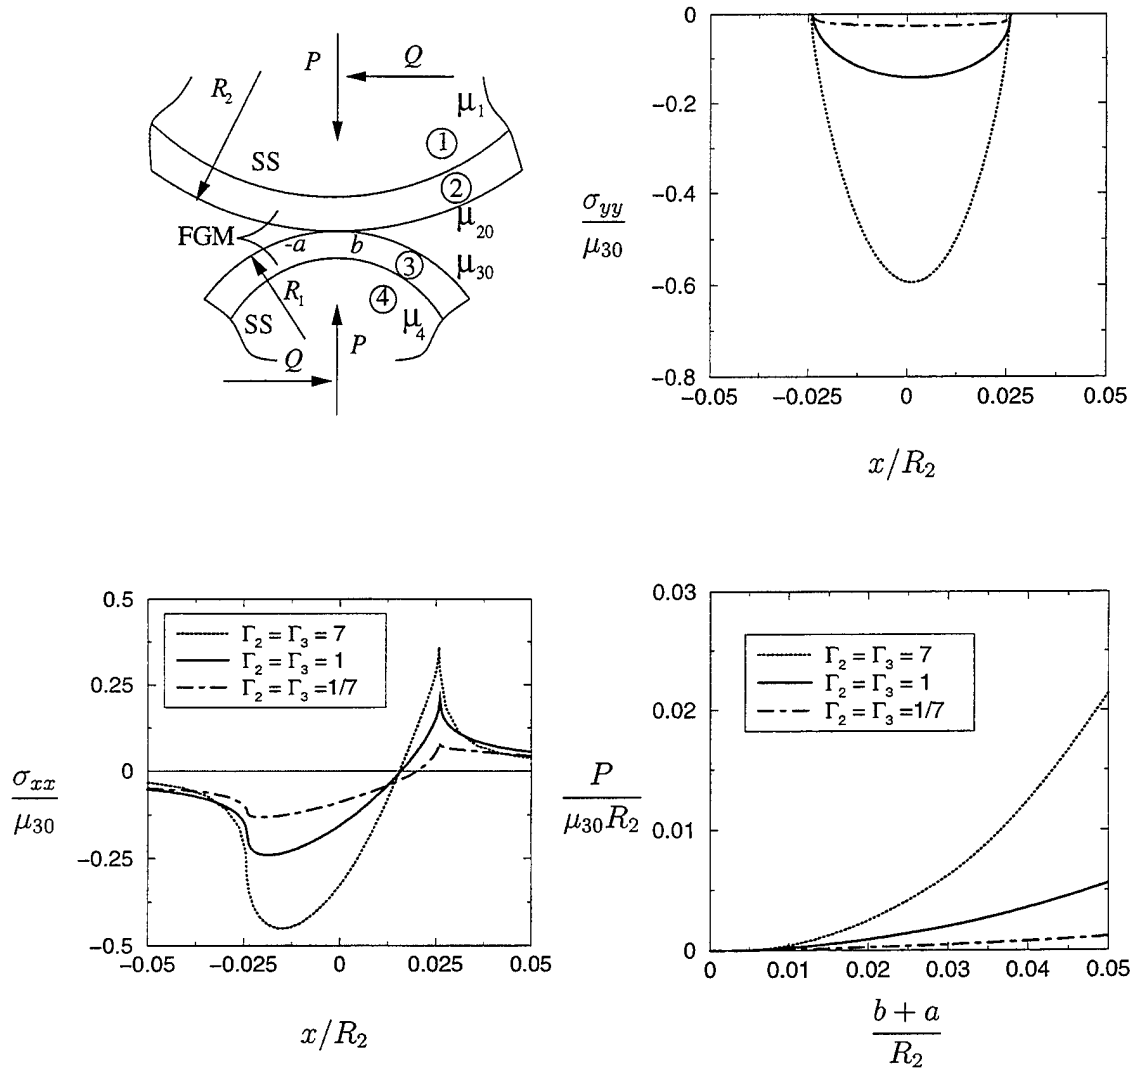 P
Q
R₂
μ₁
①
SS
②
μ₂₀
FGM
-a
b
③
μ₃₀
R₁
④
SS
μ₄
Q
P
0
−0.2
−0.4
−0.6
−0.8
σyy
μ₃₀
−0.05 −0.025 0 0.025 0.05
x/R₂
0.5
0.25
0
−0.25
−0.5
Γ₂ = Γ₃ = 7
Γ₂ = Γ₃ = 1
Γ₂ = Γ₃ =1/7
σxx
μ₃₀
−0.05 −0.025 0 0.025 0.05
x/R₂
0.03
0.02
0.01
0
Γ₂ = Γ₃ = 7
Γ₂ = Γ₃ = 1
Γ₂ = Γ₃ =1/7
P
μ₃₀R₂
0 0.01 0.02 0.03 0.04 0.05
b + a
R₂